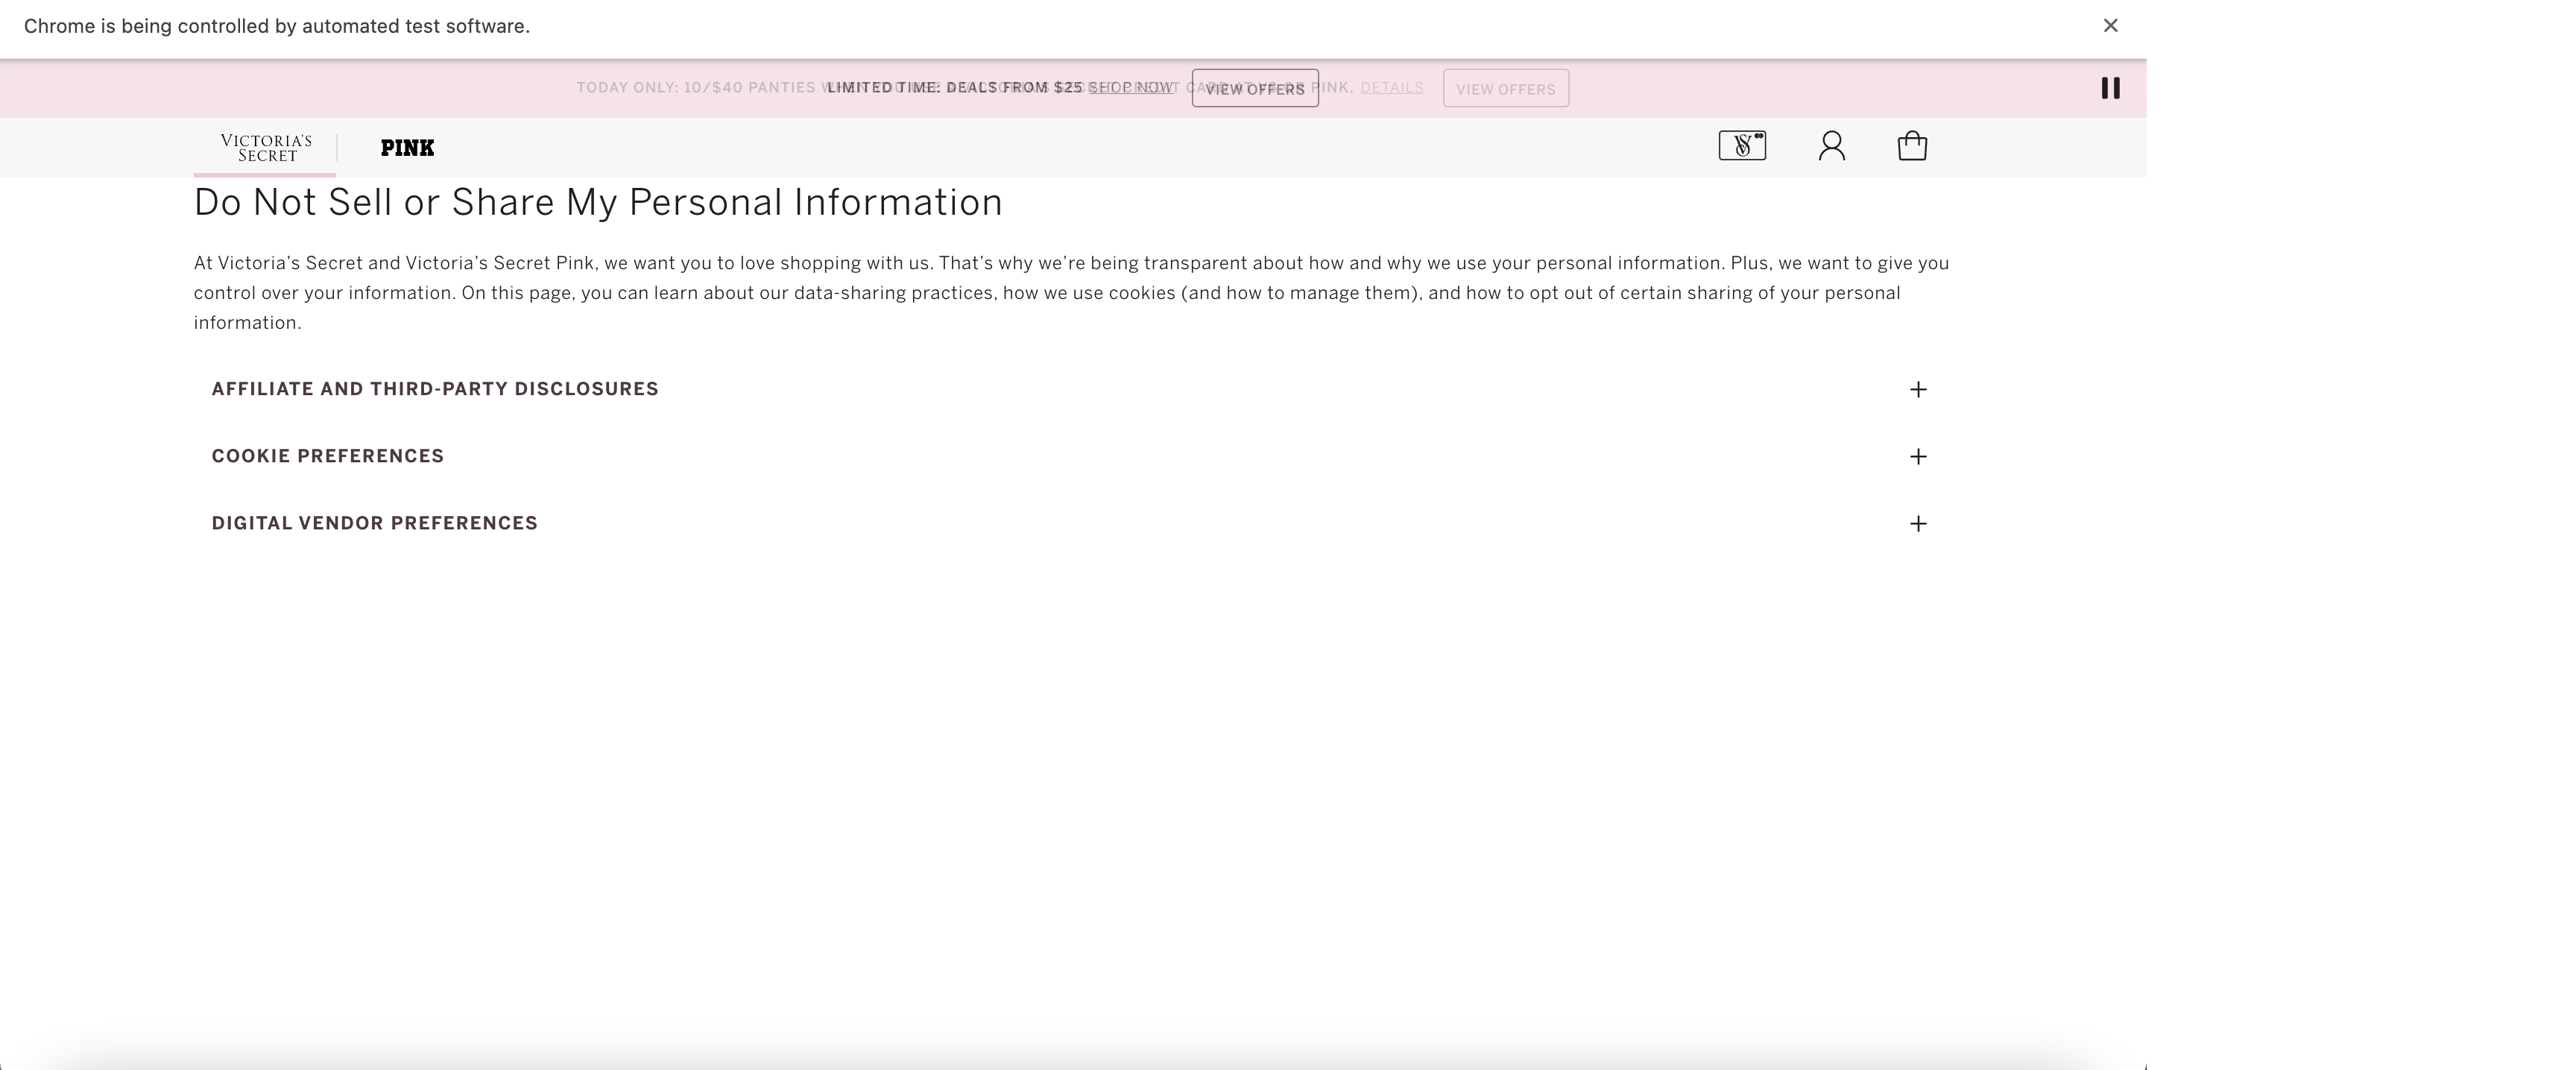 Chrome is being controlled by automated test software.
TODAY ONLY: 10/$40 PANTIES
LIMITED TIME: DEALS FROM $25 SHOP NOW VIEW OFFERS
PINK. DETAILS VIEW OFFERS
VICTORIA'S
SECRET
PINK
VS
Do Not Sell or Share My Personal Information
At Victoria’s Secret and Victoria’s Secret Pink, we want you to love shopping with us. That’s why we’re being transparent about how and why we use your personal information. Plus, we want to give you
control over your information. On this page, you can learn about our data-sharing practices, how we use cookies (and how to manage them), and how to opt out of certain sharing of your personal
information.
AFFILIATE AND THIRD-PARTY DISCLOSURES
COOKIE PREFERENCES
DIGITAL VENDOR PREFERENCES